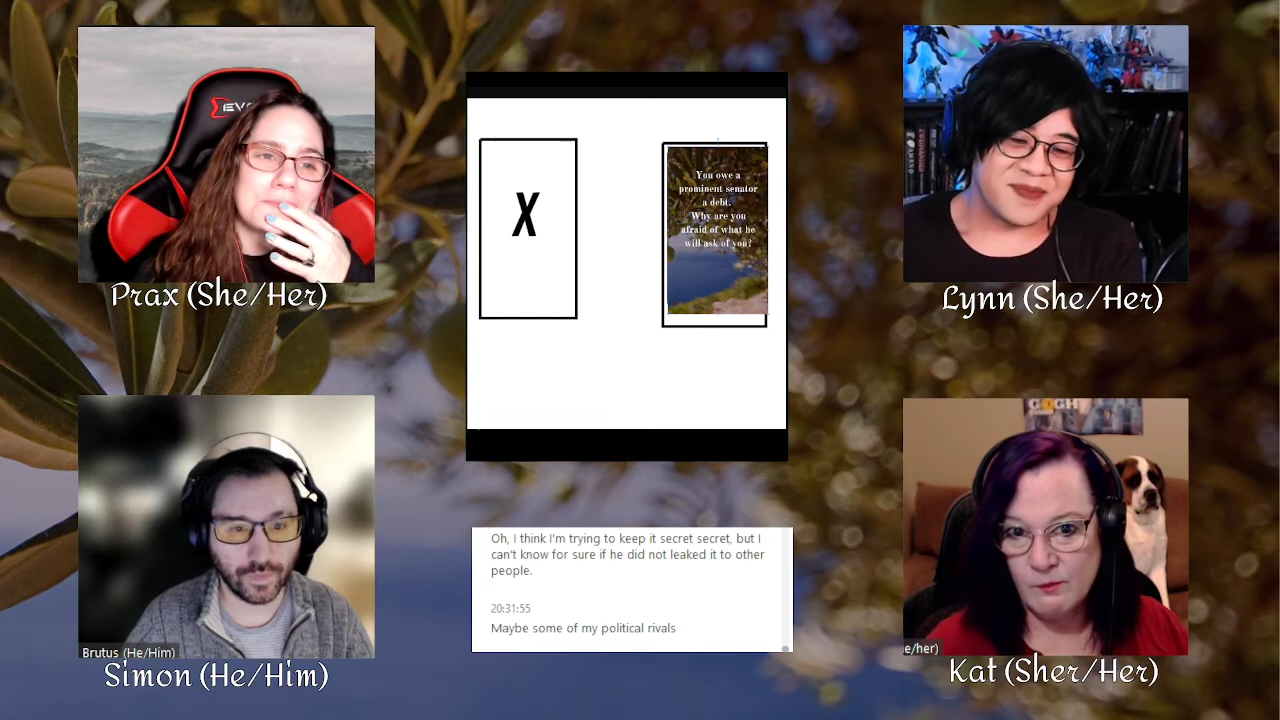 EVO
Prax (She/Her)
Lynn (She/Her)
X
You owe a
prominent senator
a debt.
Why are you
afraid of what he
will ask of you?
GOGH
Oh, I think I'm trying to keep it secret secret, but I
can't know for sure if he did not leaked it to other
people.
20:31:55
Maybe some of my political rivals
Brutus (He/Him)
Simon (He/Him)
e/her)
Kat (Sher/Her)